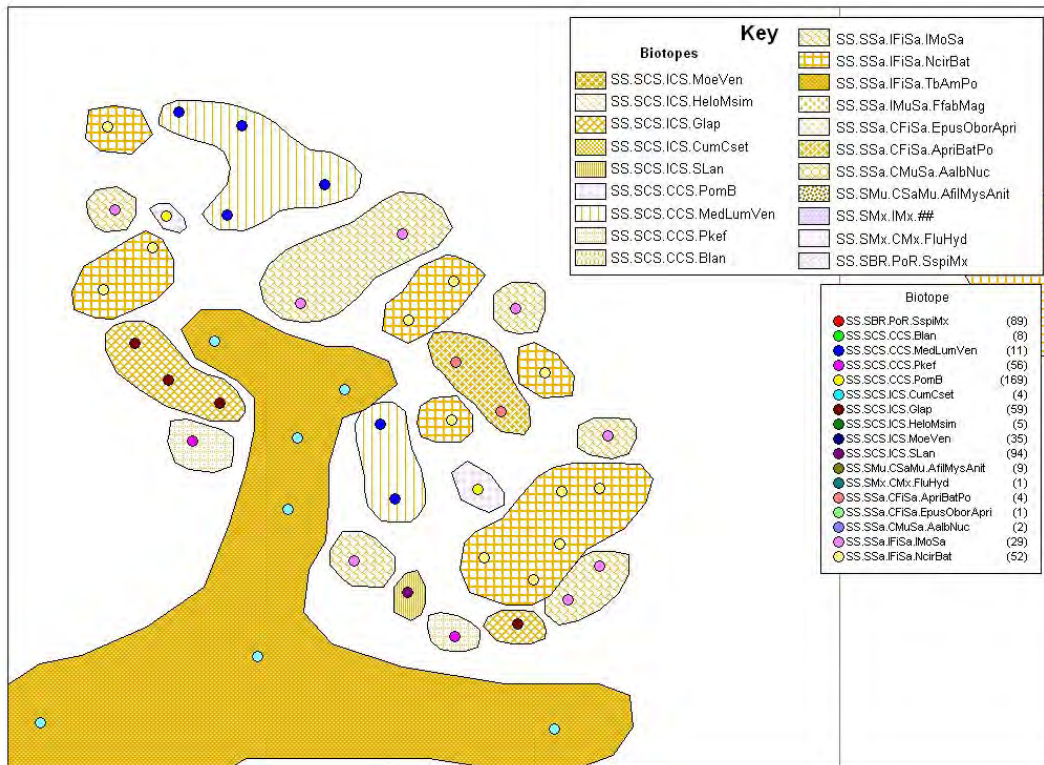 Key
Biotopes
SS.SCS.ICS.MoeVen
SS.SCS.ICS.HeloMsim
SS.SCS.ICS.Glap
SS.SCS.ICS.CumCset
SS.SCS.ICS.SLan
SS.SCS.CCS.PomB
SS.SCS.CCS.MedLumVen
SS.SCS.CCS.Pkef
SS.SCS.CCS.Blan
SS.SSa.IFiSa.IMoSa
SS.SSa.IFiSa.NcirBat
SS.SSa.IFiSa.TbAmPo
SS.SSa.IMuSa.FfabMag
SS.SSa.CFiSa.EpusOborApri
SS.SSa.CFiSa.ApriBatPo
SS.SSa.CMuSa.AalbNuc
SS.SMu.CSaMu.AfilMysAnit
SS.SMx.IMx.##
SS.SMx.CMx.FluHyd
SS.SBR.PoR.SspiMx
Biotope
SS.SBR.PoR.SspiMx (89)
SS.SCS.CCS.Blan (8)
SS.SCS.CCS.MedLumVen (11)
SS.SCS.CCS.Pkef (56)
SS.SCS.CCS.PomB (169)
SS.SCS.ICS.CumCset (4)
SS.SCS.ICS.Glap (59)
SS.SCS.ICS.HeloMsim (5)
SS.SCS.ICS.MoeVen (35)
SS.SCS.ICS.SLan (94)
SS.SMu.CSaMu.AfilMysAnit (9)
SS.SMx.CMx.FluHyd (1)
SS.SSa.CFiSa.ApriBatPo (4)
SS.SSa.CFiSa.EpusOborApri (1)
SS.SSa.CMuSa.AalbNuc (2)
SS.SSa.IFiSa.IMoSa (29)
SS.SSa.IFiSa.NcirBat (52)